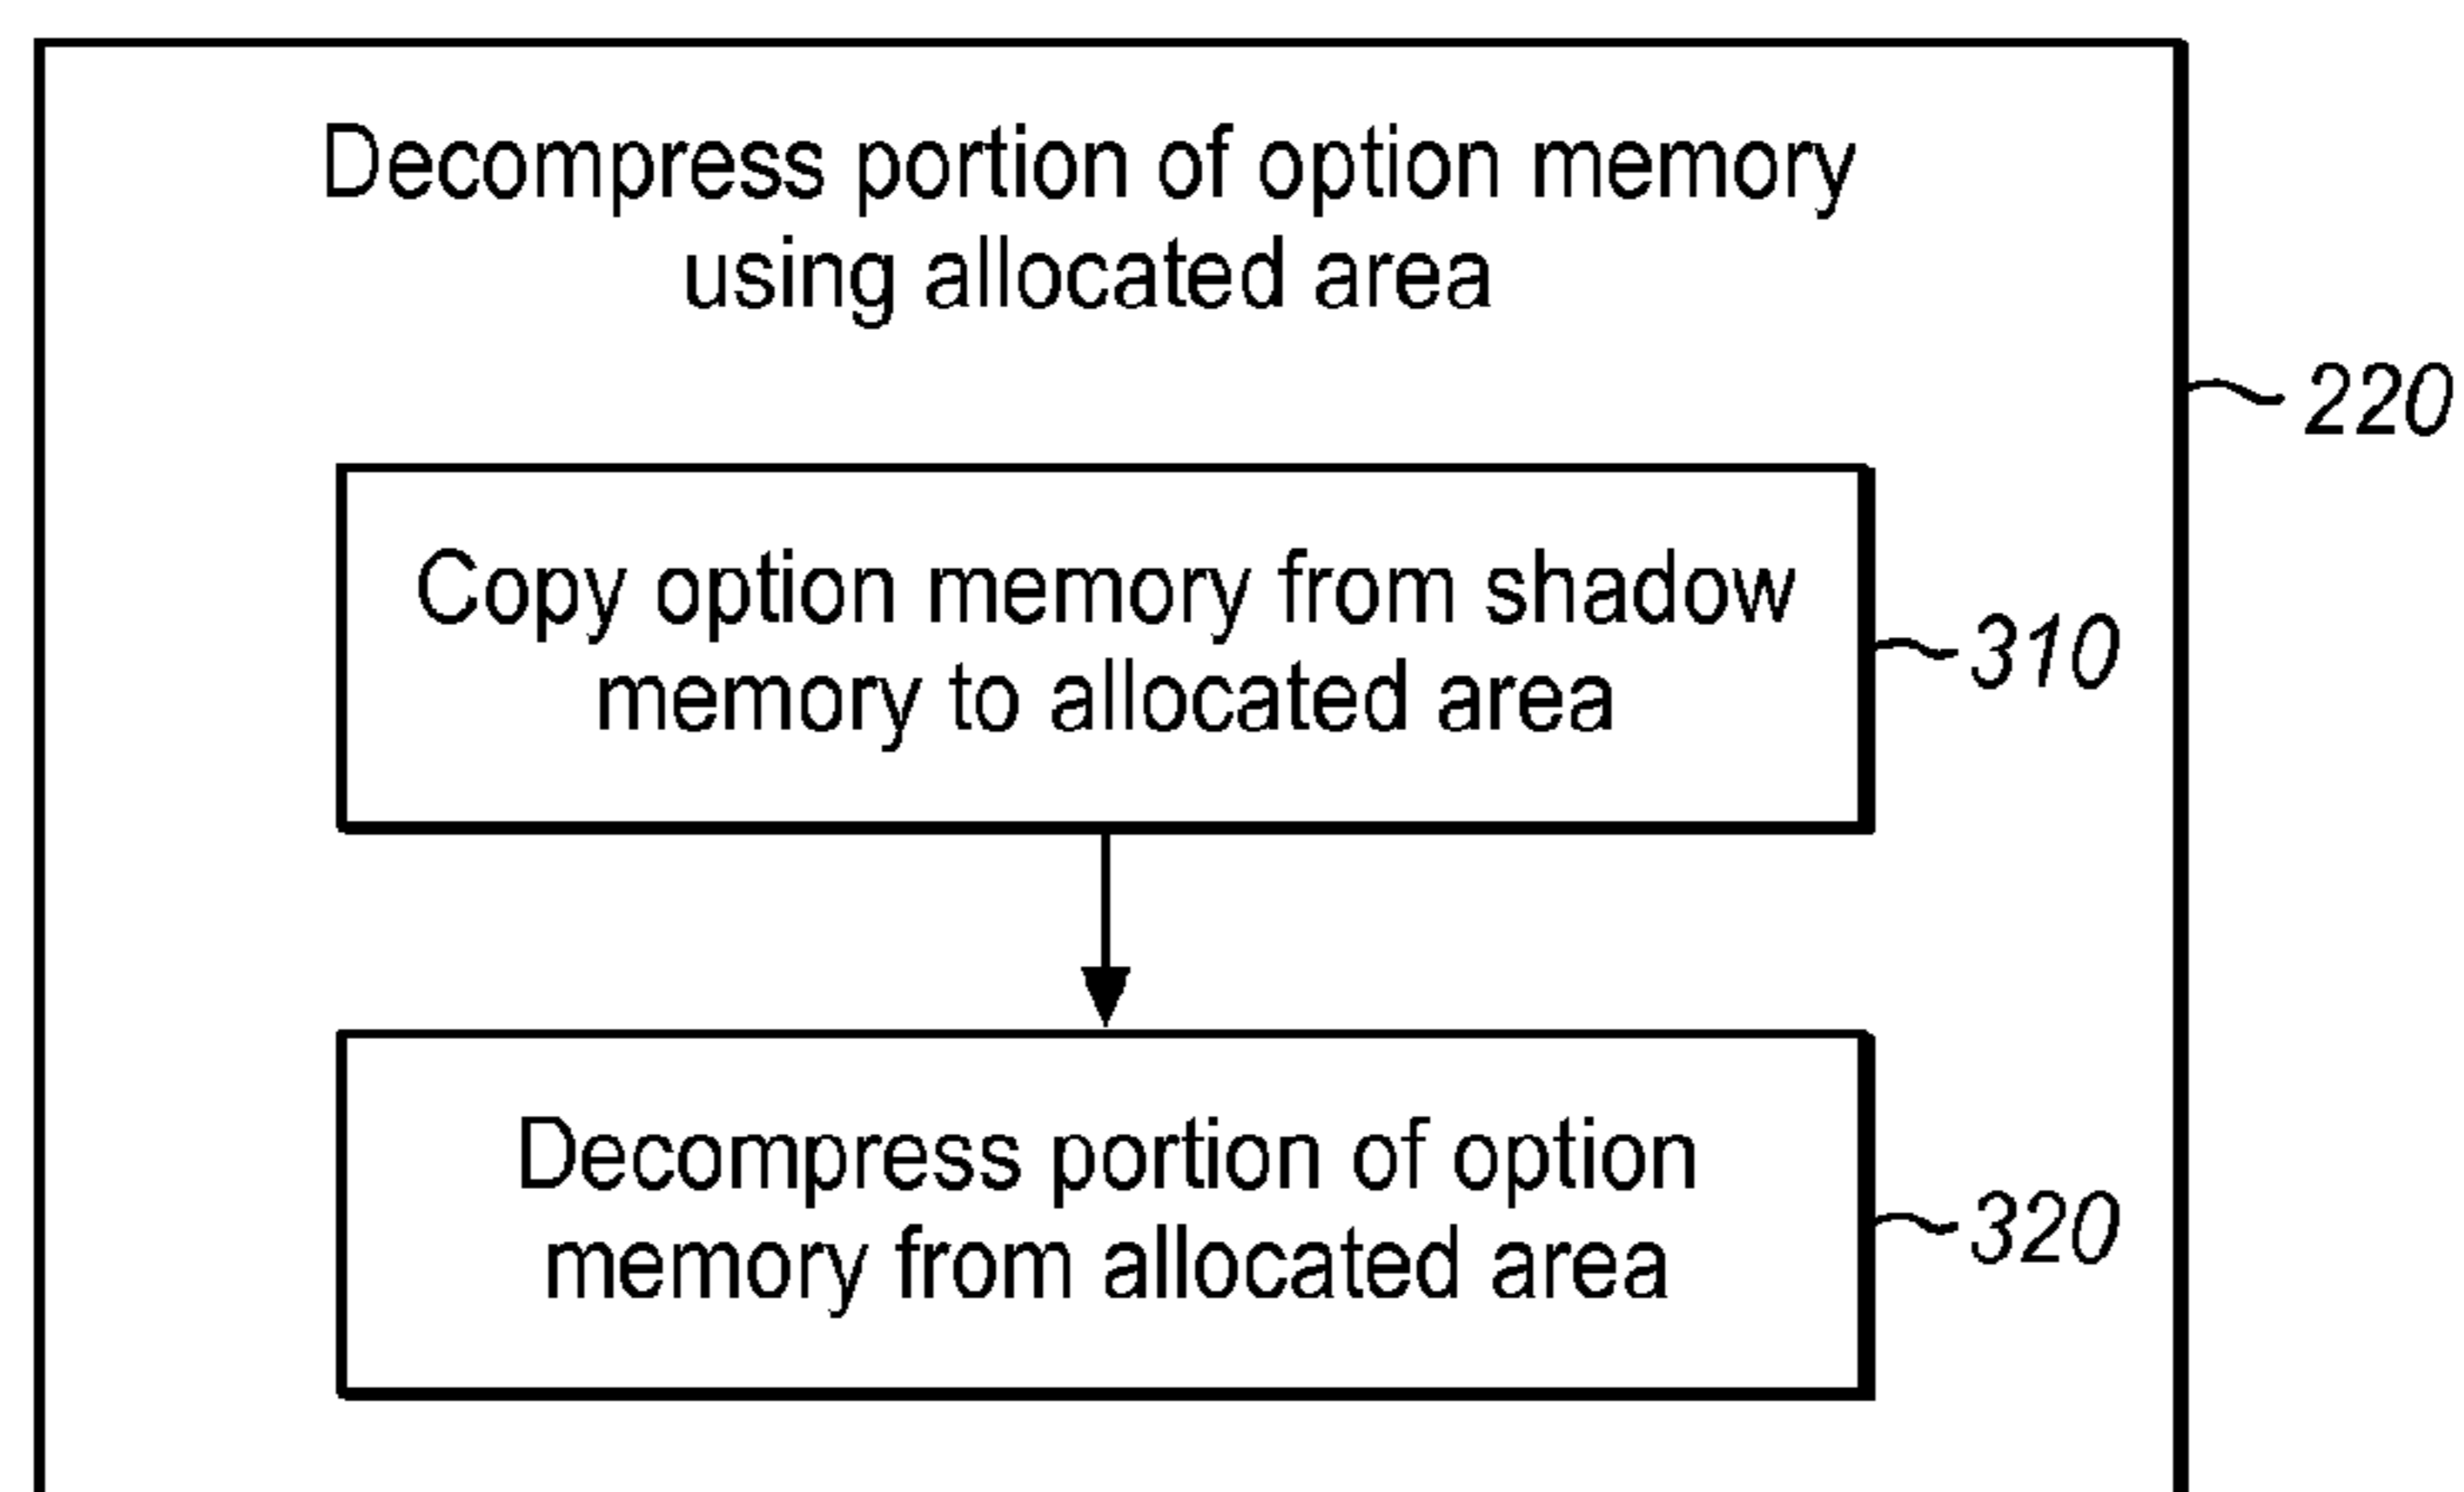 Decompress portion of option memory
using allocated area
220
Copy option memory from shadow
memory to allocated area
310
Decompress portion of option
memory from allocated area
320